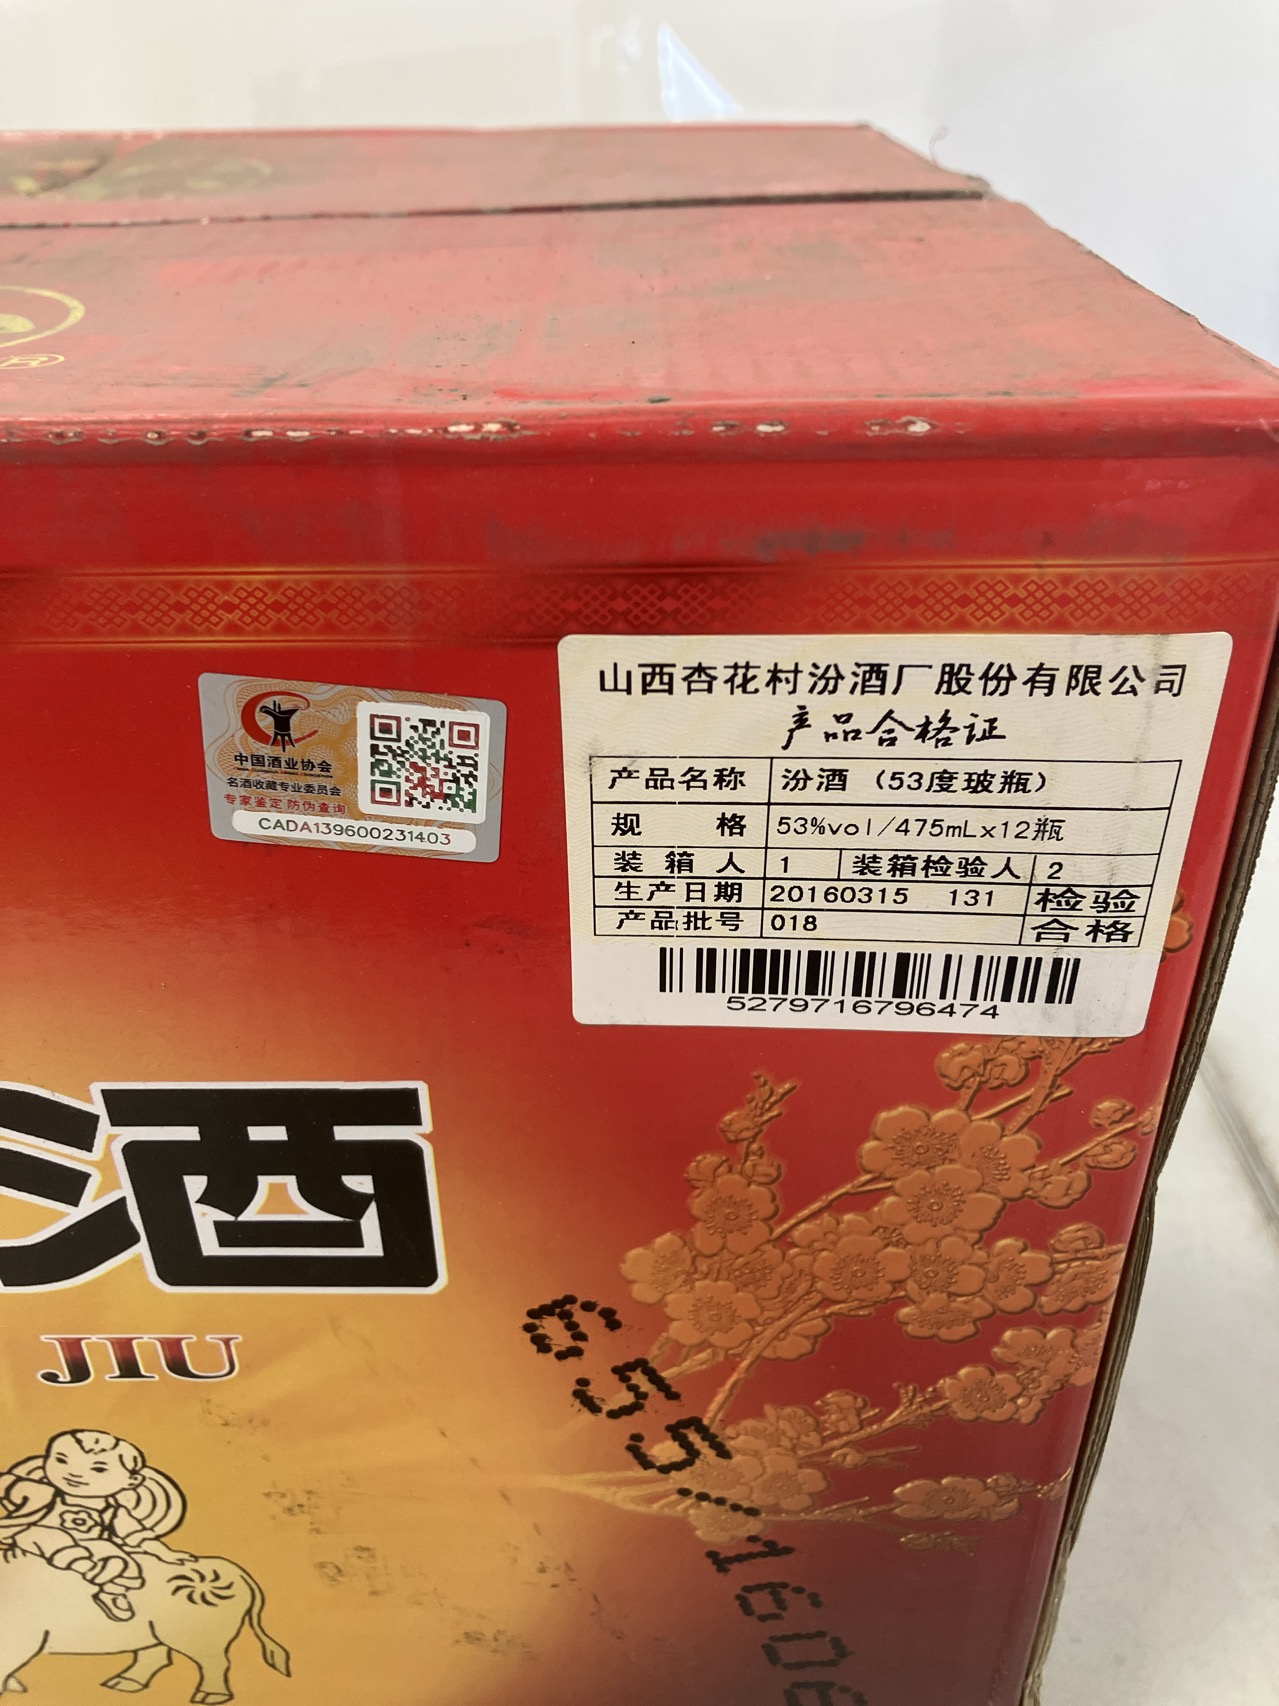 ®
山西杏花村汾酒厂股份有限公司
产品合格证
产品名称 汾酒（53度玻瓶）
规 格 53%vol/475mLx12瓶
装 箱 人 1 装箱检验人 2
生产日期 20160315 131 检验
产品批号 018 合格
5279716796474
中国酒业协会
名酒收藏专业委员会
专家鉴定 防伪查询
CADA139600231403
酒
JIU